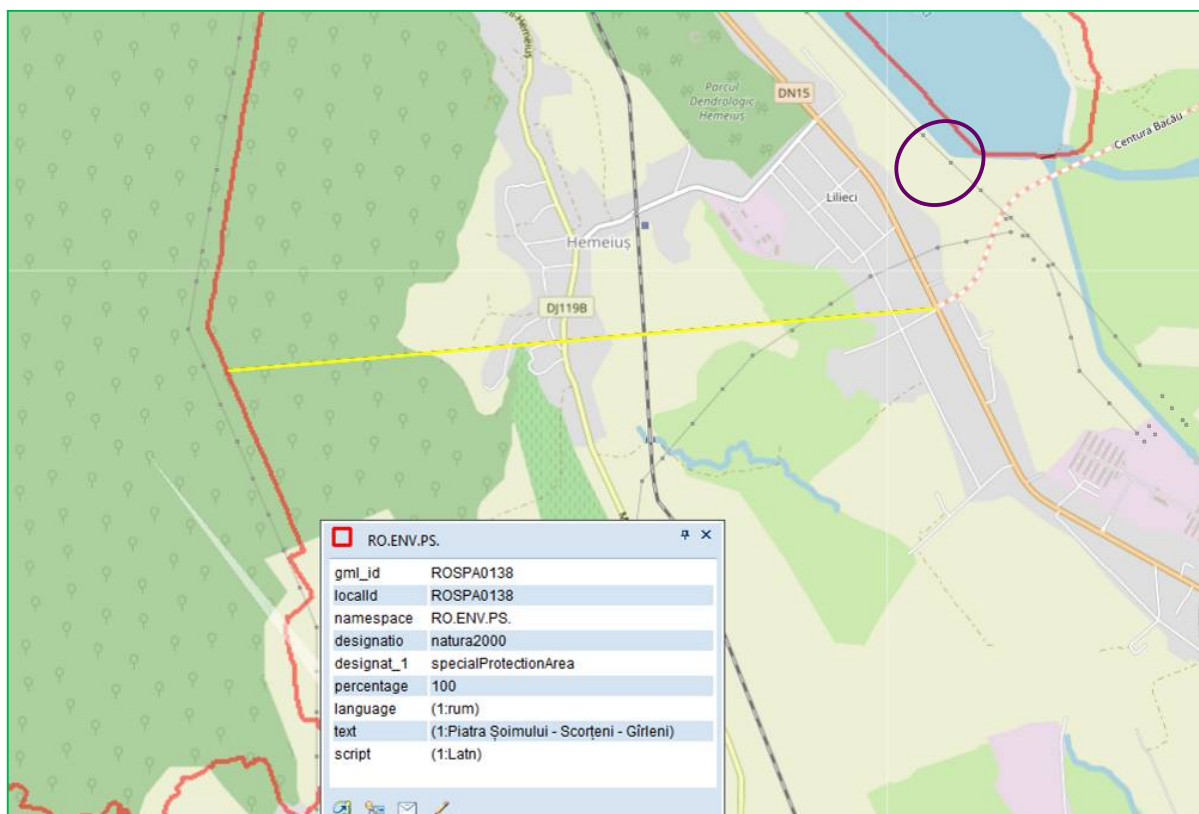 -Hemeiuș
Parcul
Dendrologic
Hemeiuș
DN15
Centura Bacău
Lilieci
Hemeiuș
DJ119B
RO.ENV.PS.
gml_id ROSPA0138
localId ROSPA0138
namespace RO.ENV.PS.
designatio natura2000
designat_1 specialProtectionArea
percentage 100
language (1:rum)
text (1:Piatra Șoimului - Scorțeni - Gîrleni)
script (1:Latn)